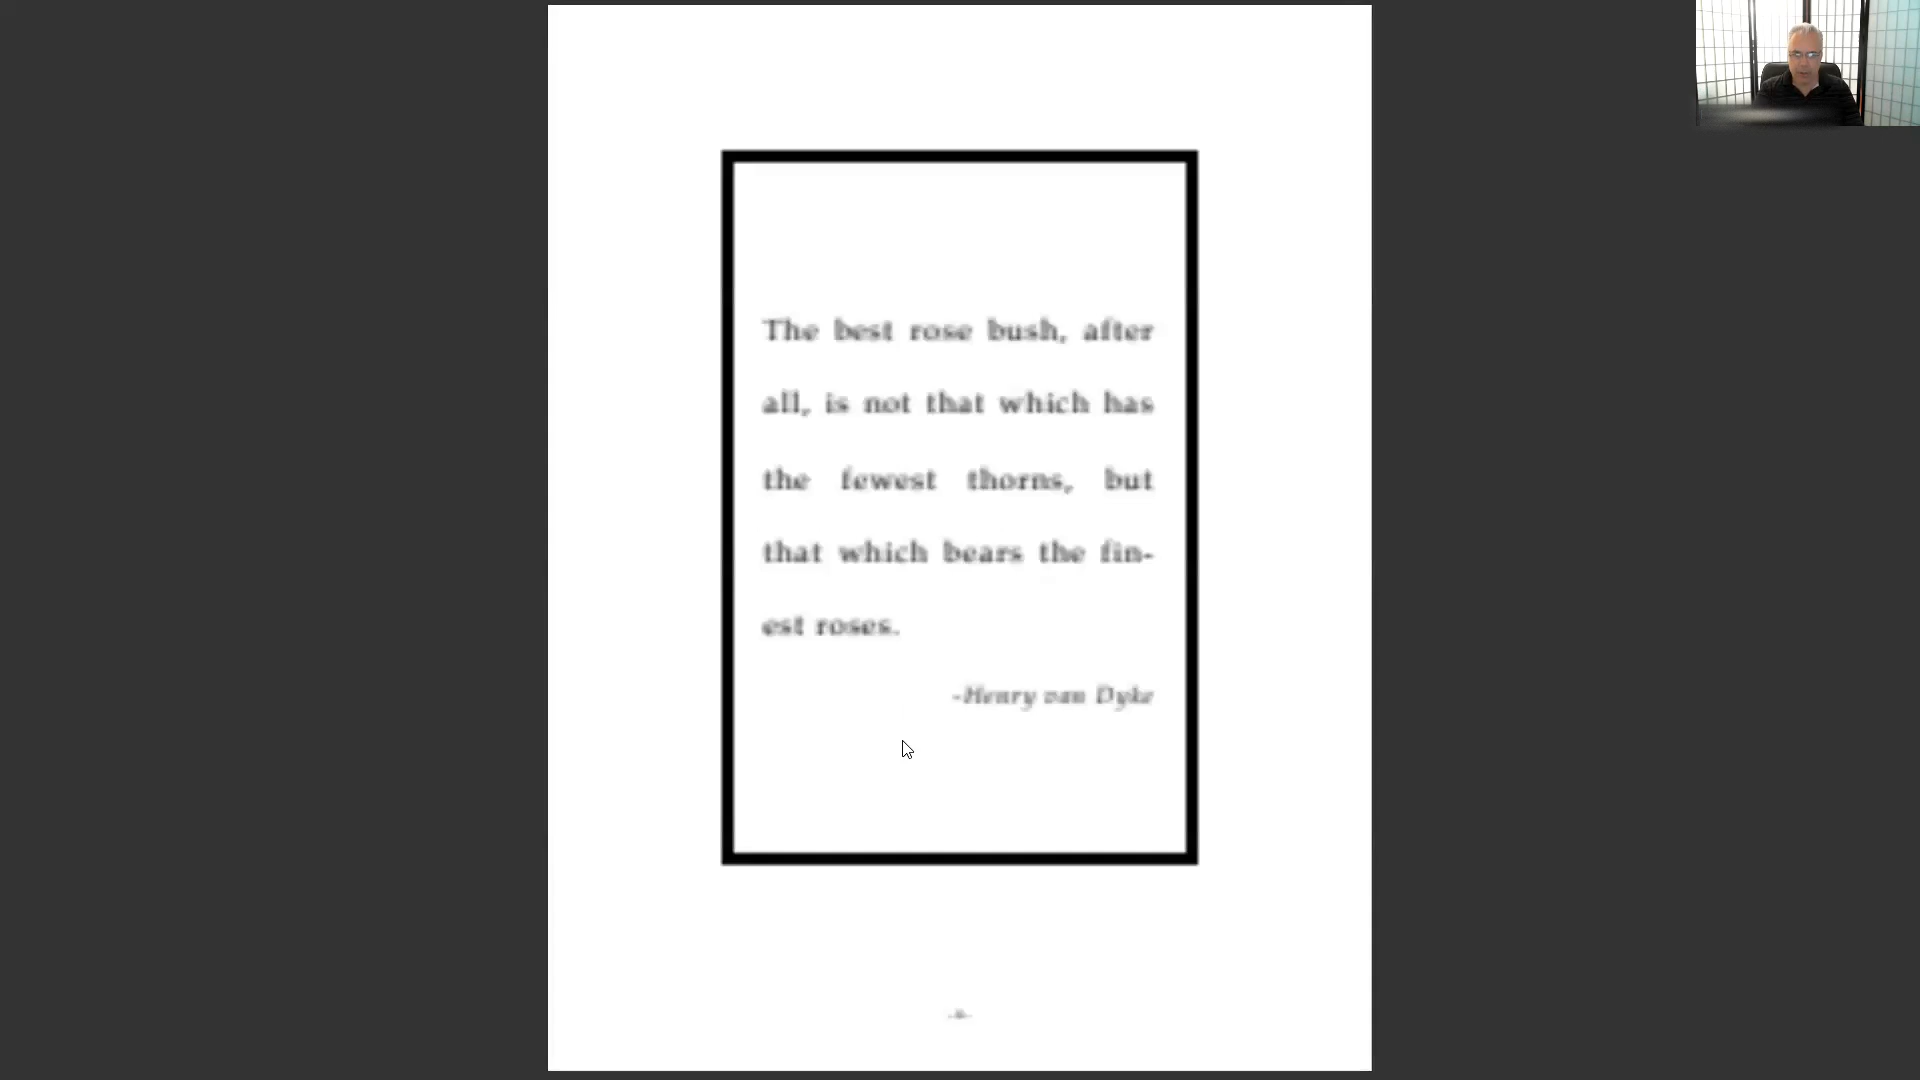 The best rose bush, after
all, is not that which has
the fewest thorns, but
that which bears the fin-
est roses.
-Henry van Dyke